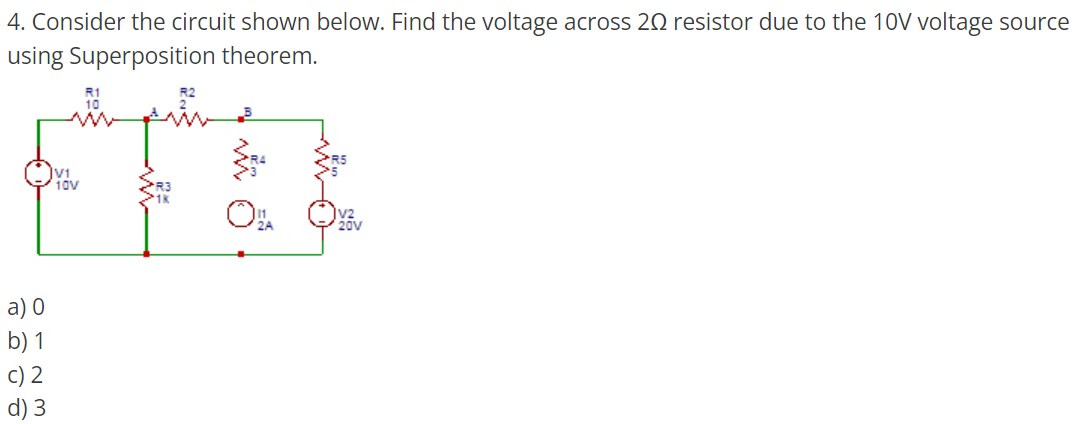 4. Consider the circuit shown below. Find the voltage across 2Ω resistor due to the 10V voltage source
using Superposition theorem.
R1
10
R2
2
A
B
R4
3
R5
5
V1
10V
R3
1k
I1
2A
V2
20V
a) 0
b) 1
c) 2
d) 3